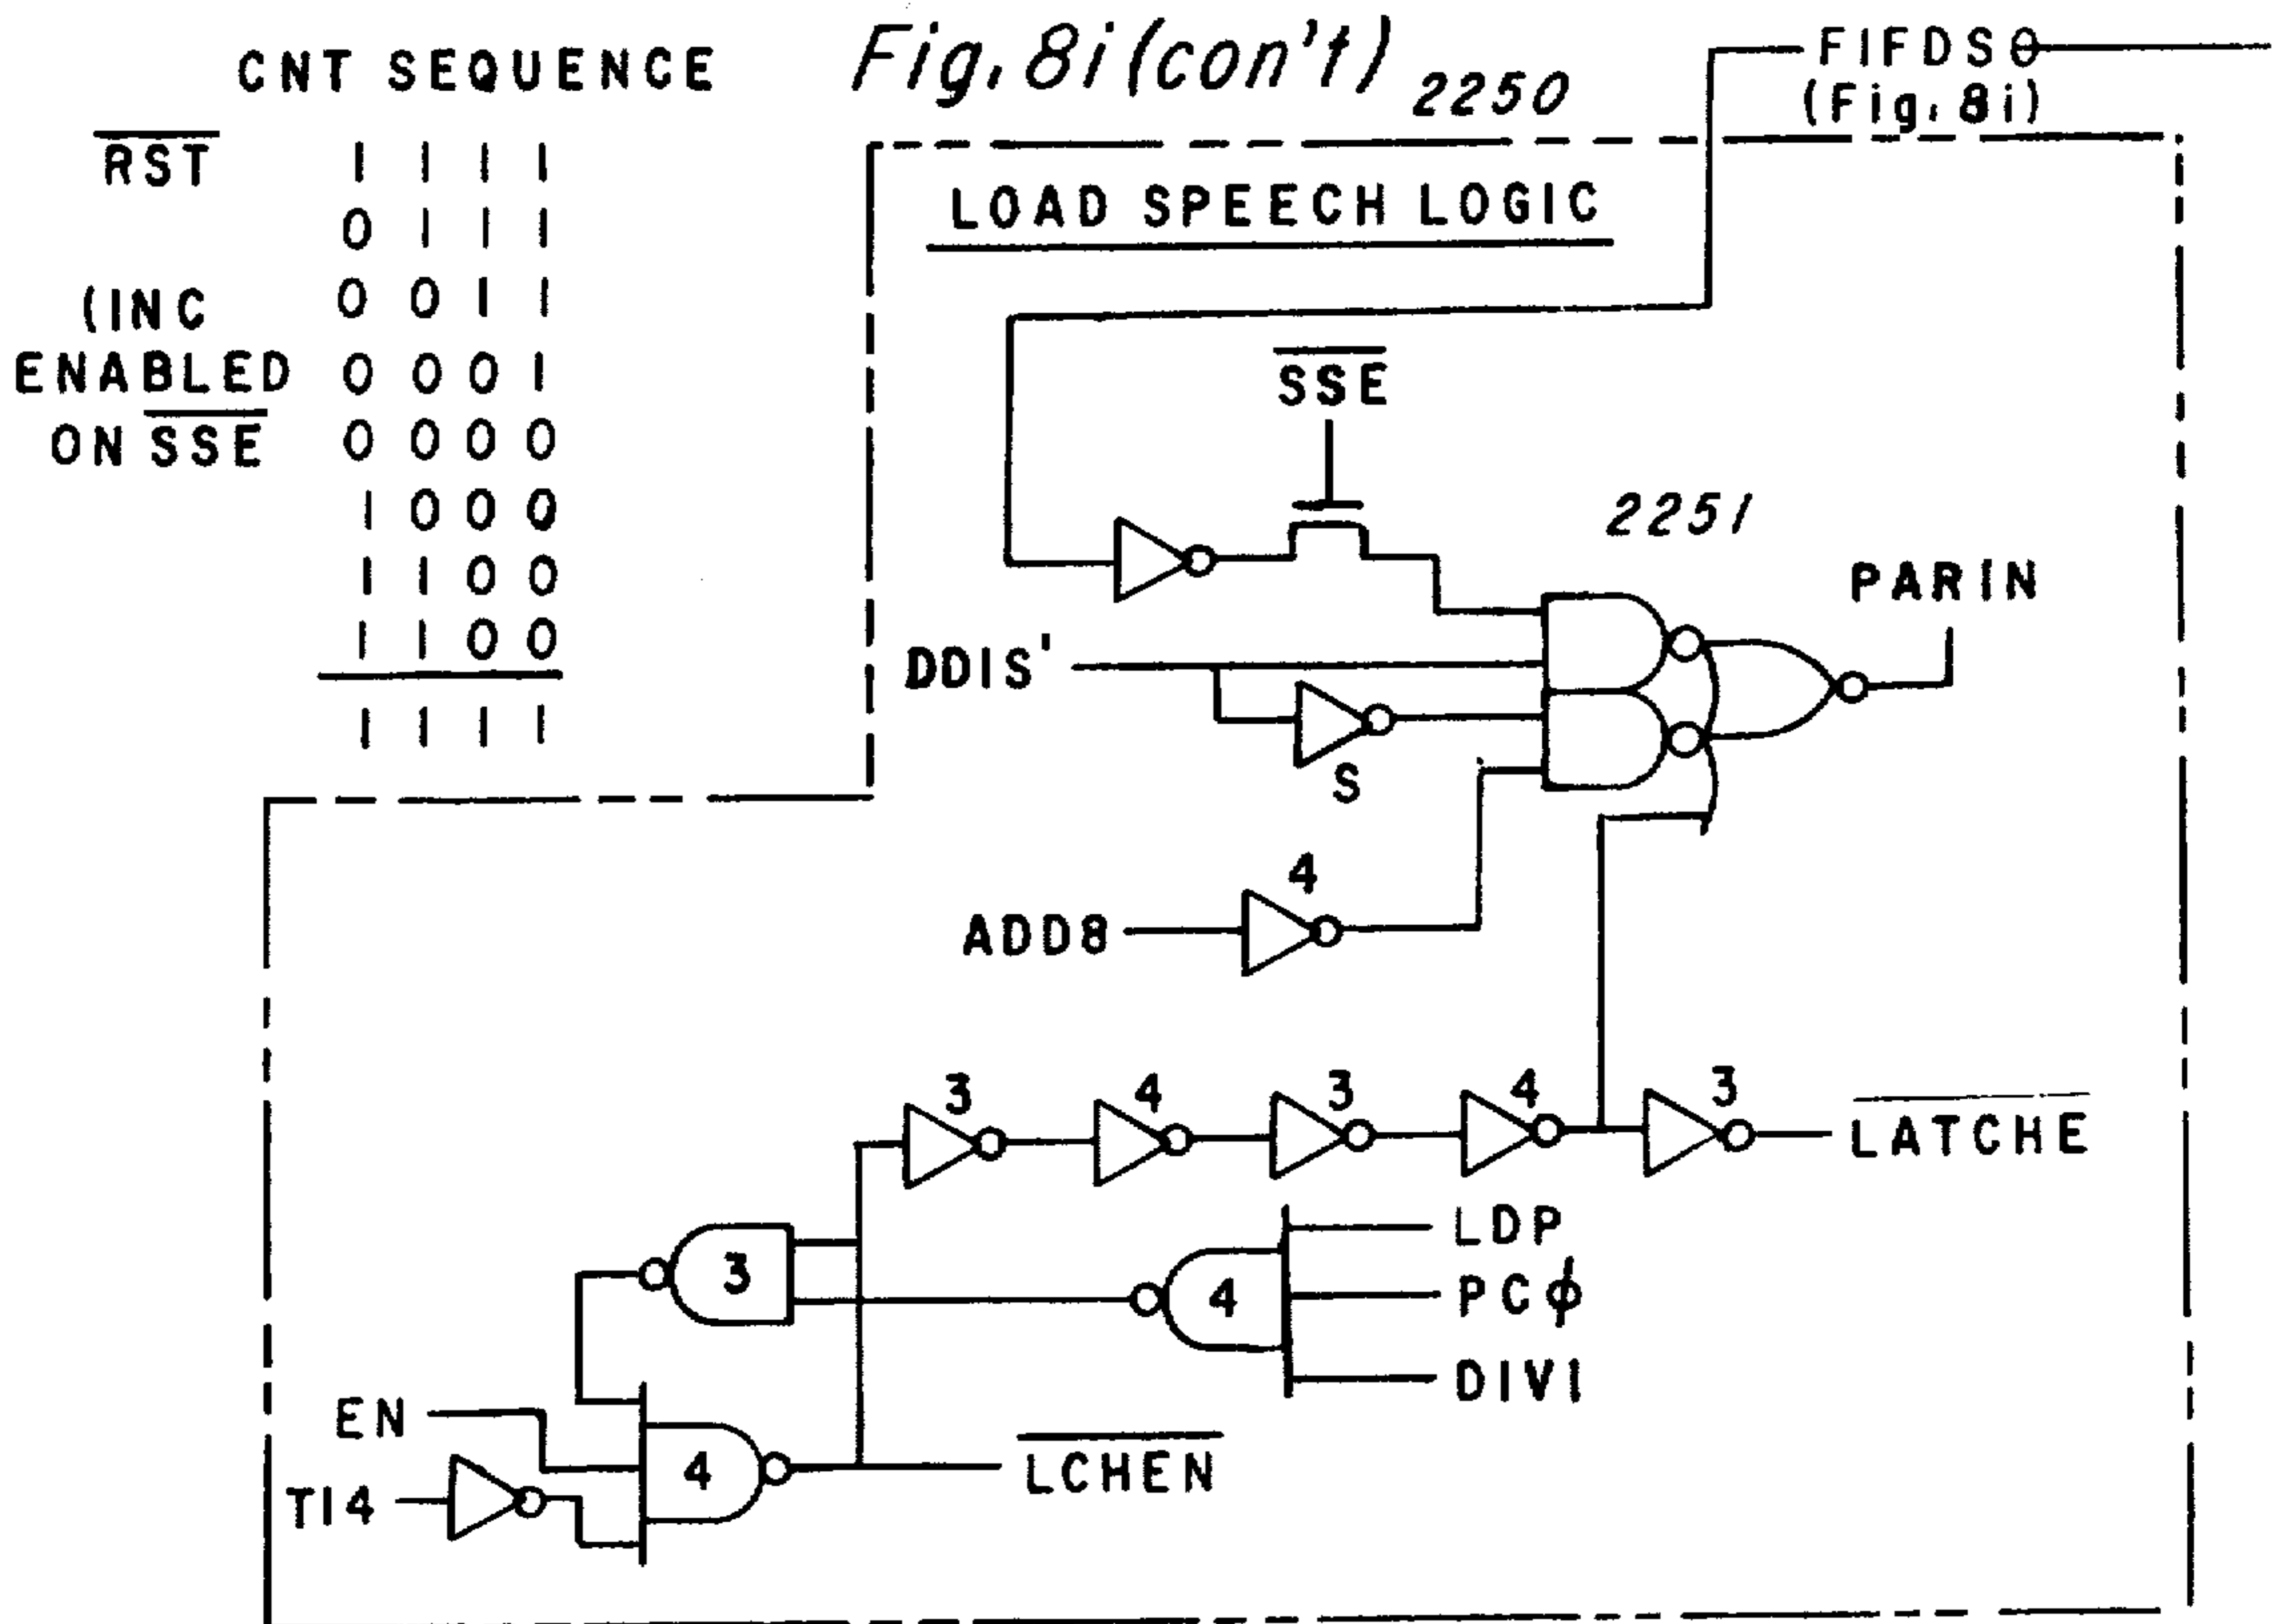 CNT SEQUENCE
Fig. 8i (con't)
2250
FIFDS0
(Fig. 8i)
RST 1 1 1 1
0 1 1 1
(INC 0 0 1 1
ENABLED 0 0 0 1
ON SSE 0 0 0 0
1 0 0 0
1 1 0 0
1 1 0 0
1 1 1 1
LOAD SPEECH LOGIC
SSE
2251
PARIN
DDIS'
S
4
ADD8
3 4 3 4 3
LATCHE
LDP
3
4
PCϕ
DIV1
EN
4
LCHEN
T14